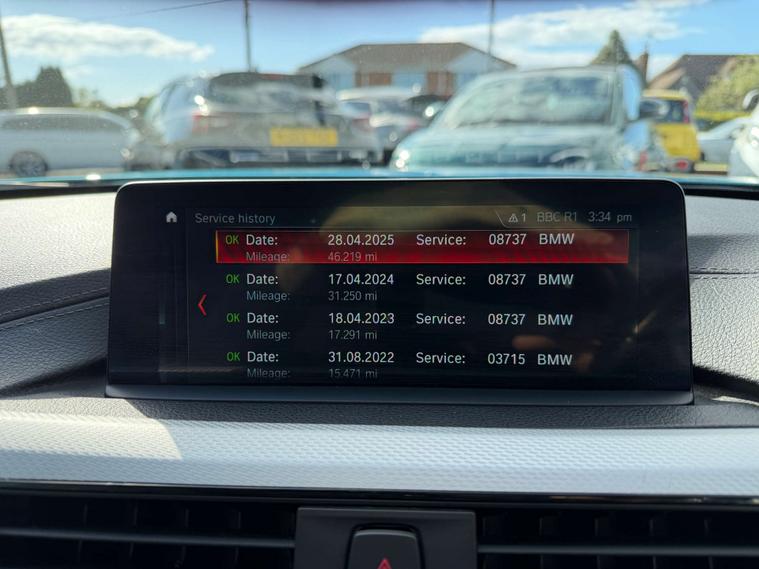 Service history 1 BBC R1 3:34 pm
OK Date: 28.04.2025 Service: 08737 BMW
Mileage: 46.219 mi
OK Date: 17.04.2024 Service: 08737 BMW
Mileage: 31.250 mi
OK Date: 18.04.2023 Service: 08737 BMW
Mileage: 17.291 mi
OK Date: 31.08.2022 Service: 03715 BMW
Mileage: 15.471 mi